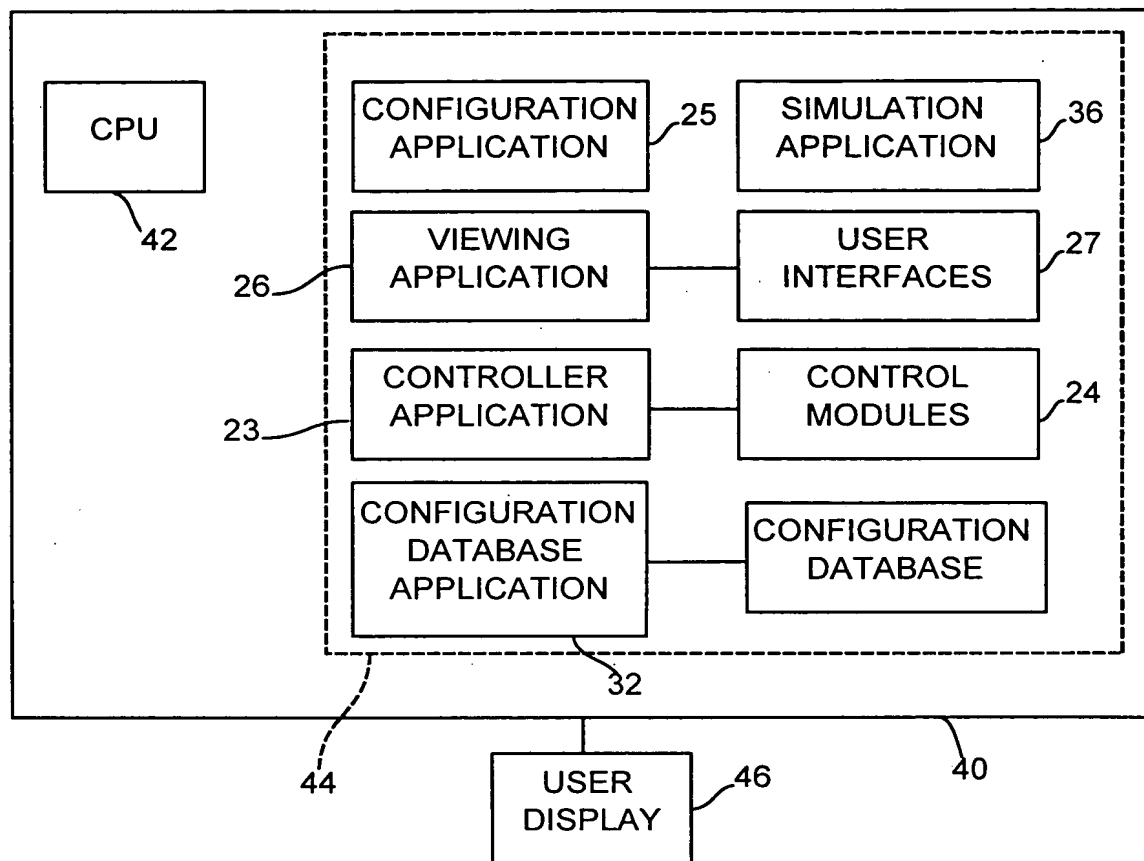 CPU
42
CONFIGURATION
APPLICATION
25
SIMULATION
APPLICATION
36
VIEWING
APPLICATION
26
USER
INTERFACES
27
CONTROLLER
APPLICATION
23
CONTROL
MODULES
24
CONFIGURATION
DATABASE
APPLICATION
32
CONFIGURATION
DATABASE
44
40
USER
DISPLAY
46